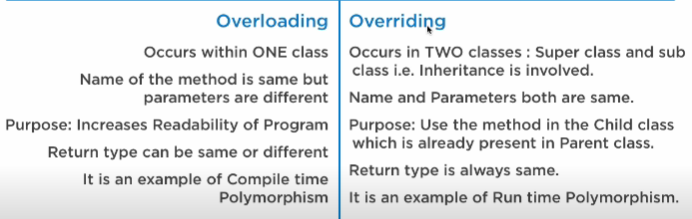 Overloading
Occurs within ONE class
Name of the method is same but
parameters are different
Purpose: Increases Readability of Program
Return type can be same or different
It is an example of Compile time
Polymorphism
Overriding
Occurs in TWO classes : Super class and sub
class i.e. Inheritance is involved.
Name and Parameters both are same.
Purpose: Use the method in the Child class
which is already present in Parent class.
Return type is always same.
It is an example of Run time Polymorphism.